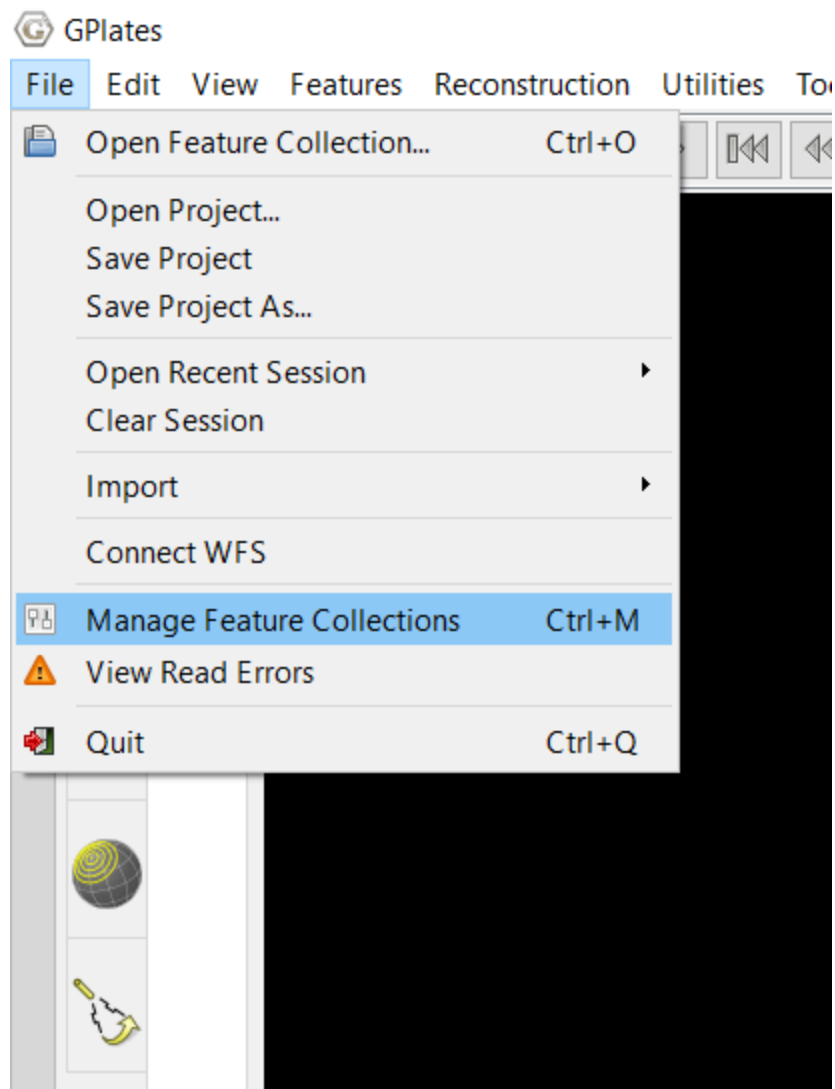 GPlates
File Edit View Features Reconstruction Utilities
Open Feature Collection... Ctrl+O
Open Project...
Save Project
Save Project As...
Open Recent Session
Clear Session
Import
Connect WFS
Manage Feature Collections Ctrl+M
View Read Errors
Quit Ctrl+Q